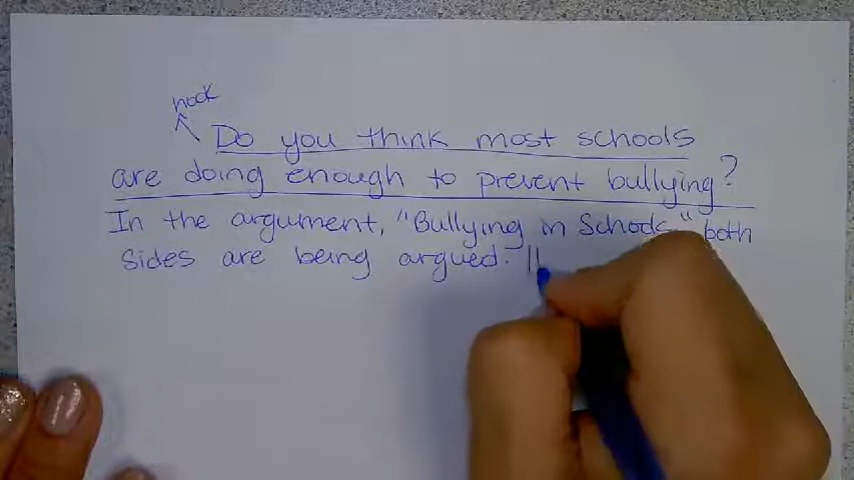 hook
Do you think most schools
are doing enough to prevent bullying?
In the argument, "Bullying in Schools" both
sides are being argued.